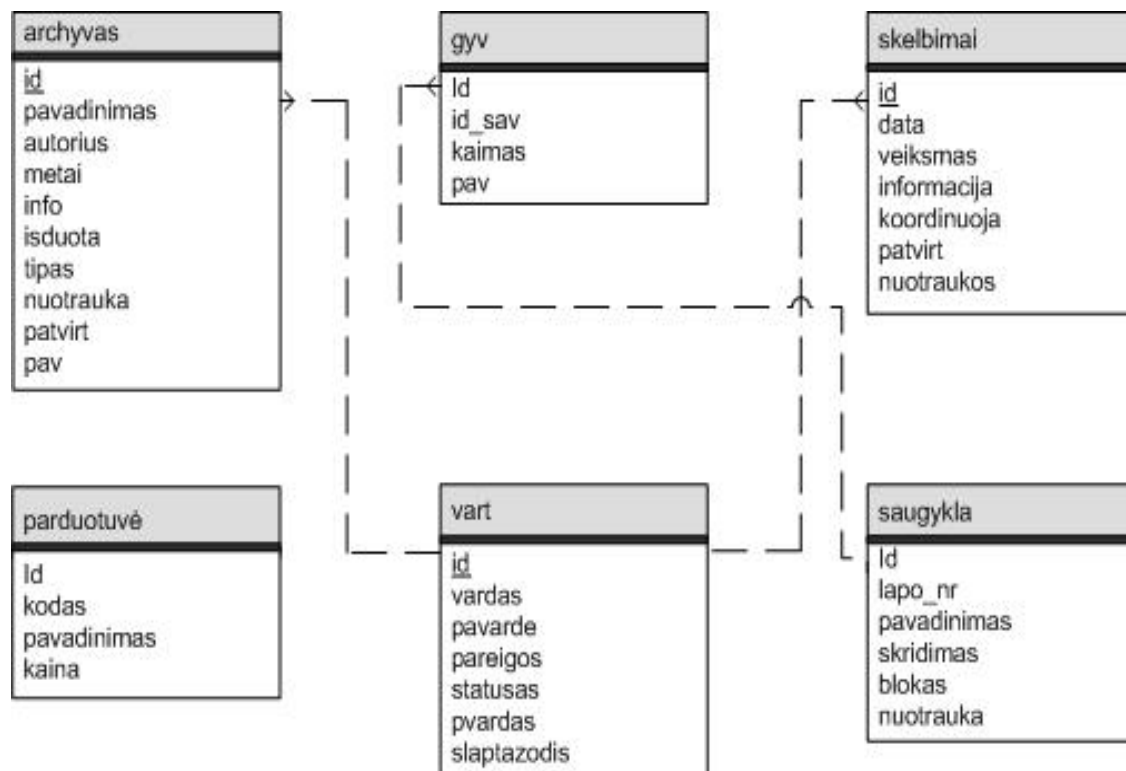 archyvas
id
pavadinimas
autorius
metai
info
isduota
tipas
nuotrauka
patvirt
pav
gyv
Id
id_sav
kaimas
pav
skelbimai
id
data
veiksmas
informacija
koordinuoja
patvirt
nuotraukos
parduotuvė
Id
kodas
pavadinimas
kaina
vart
id
vardas
pavarde
pareigos
statusas
pvardas
slaptazodis
saugykla
Id
lapo_nr
pavadinimas
skridimas
blokas
nuotrauka